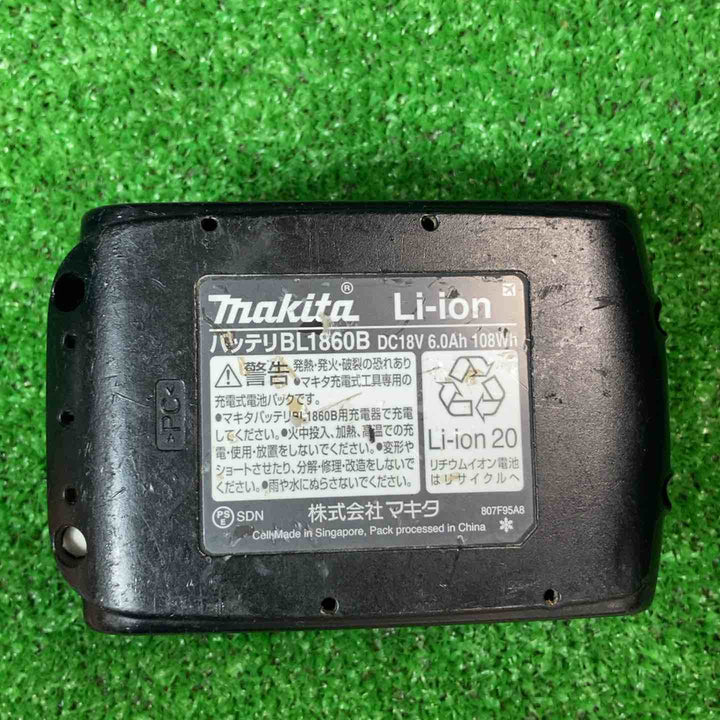 makita® Li-ion
バッテリBL1860B DC18V 6.0Ah 108Wh
警告 発熱・発火・破裂の恐れあり
●マキタ充電式工具専用の
充電式電池パックです。
●マキタバッテリBL1860B用充電器で充電
してください。●火中投入、加熱、高温での充
電・使用・放置をしないでください。●変形や
ショートさせたり、分解・修理・改造をしないで
ください。●雨や水にぬらさないでください。
Li-ion 20
リチウムイオン電池
はリサイクルへ
PSE SDN 株式会社 マキタ 807F95A8
Cell Made in Singapore, Pack processed in China
>PC<